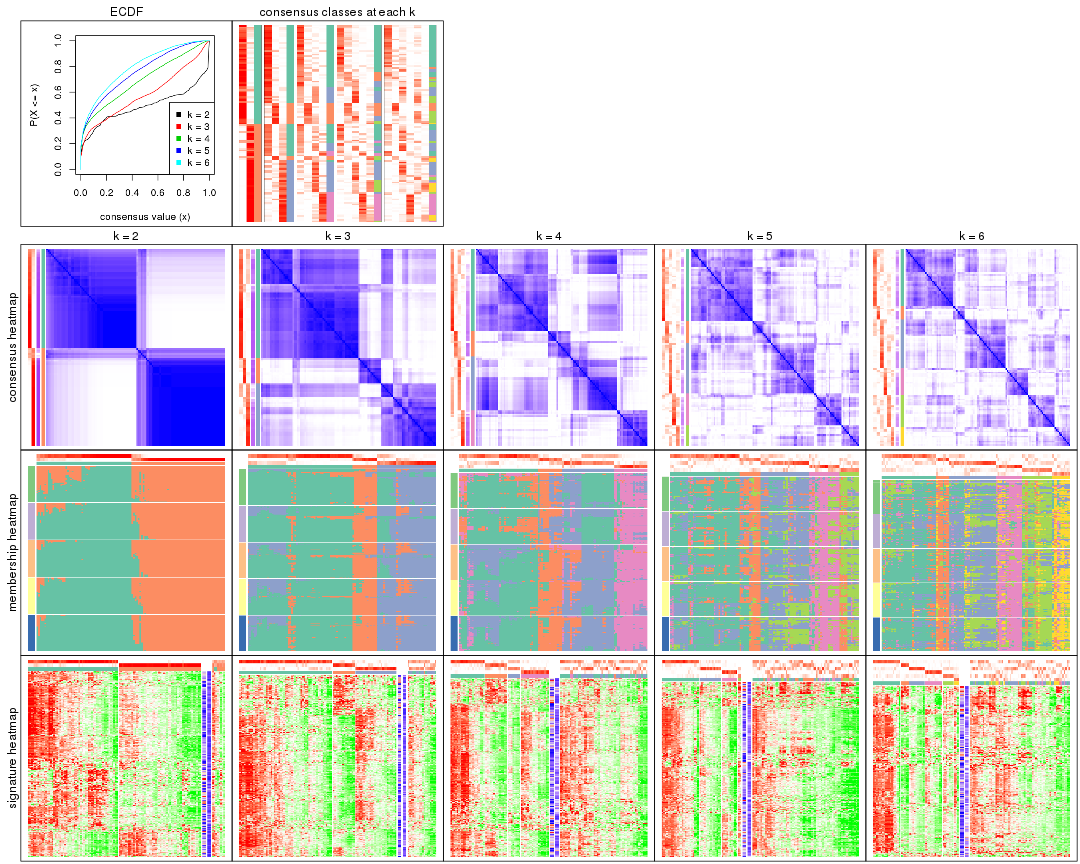 ECDF
consensus classes at each k
P(X <= x)
0.0 0.2 0.4 0.6 0.8 1.0
k = 2
k = 3
k = 4
k = 5
k = 6
0.0 0.2 0.4 0.6 0.8 1.0
consensus value (x)
k = 2
k = 3
k = 4
k = 5
k = 6
consensus heatmap
membership heatmap
signature heatmap